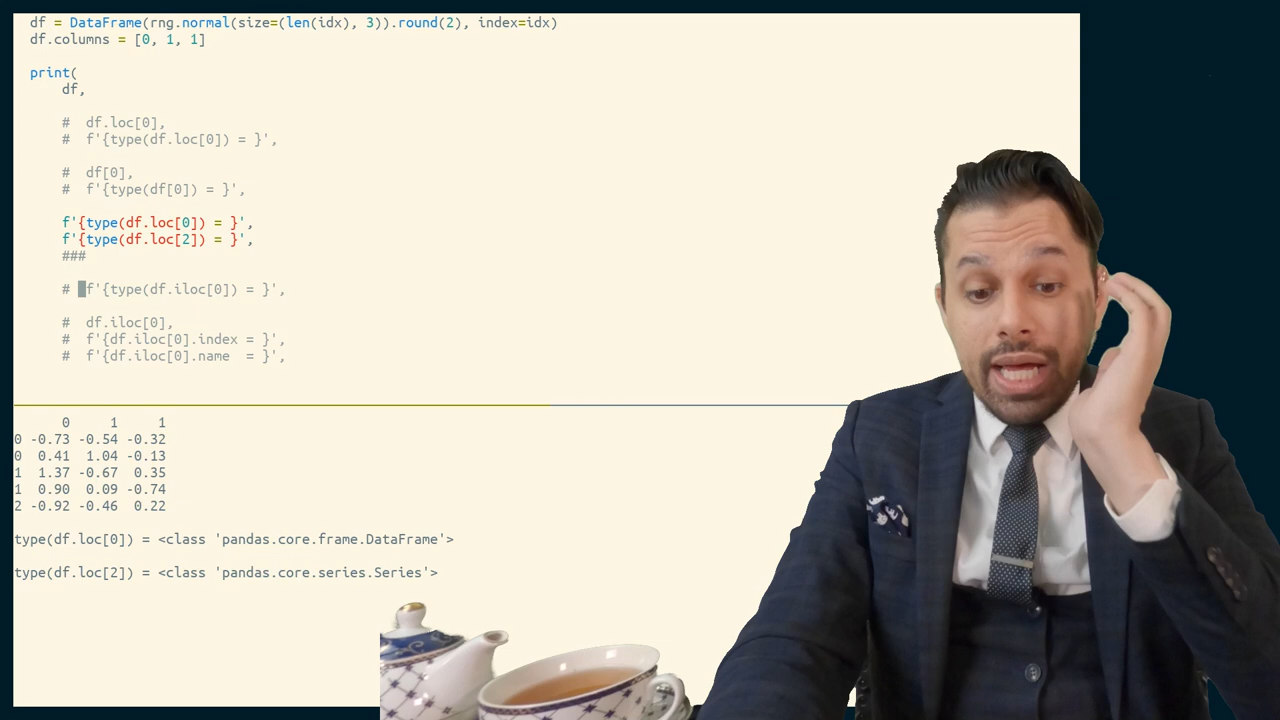 df = DataFrame(rng.normal(size=(len(idx), 3)).round(2), index=idx)
df.columns = [0, 1, 1]
print(
df,
# df.loc[0],
# f'{type(df.loc[0]) = }',
# df[0],
# f'{type(df[0]) = }',
f'{type(df.loc[0]) = }',
f'{type(df.loc[2]) = }',
###
# f'{type(df.iloc[0]) = }',
# df.iloc[0],
# f'{df.iloc[0].index = }',
# f'{df.iloc[0].name  = }',
0 1 1
0 -0.73 -0.54 -0.32
0 0.41 1.04 -0.13
1 1.37 -0.67 0.35
1 0.90 0.09 -0.74
2 -0.92 -0.46 0.22
type(df.loc[0]) = <class 'pandas.core.frame.DataFrame'>
type(df.loc[2]) = <class 'pandas.core.series.Series'>